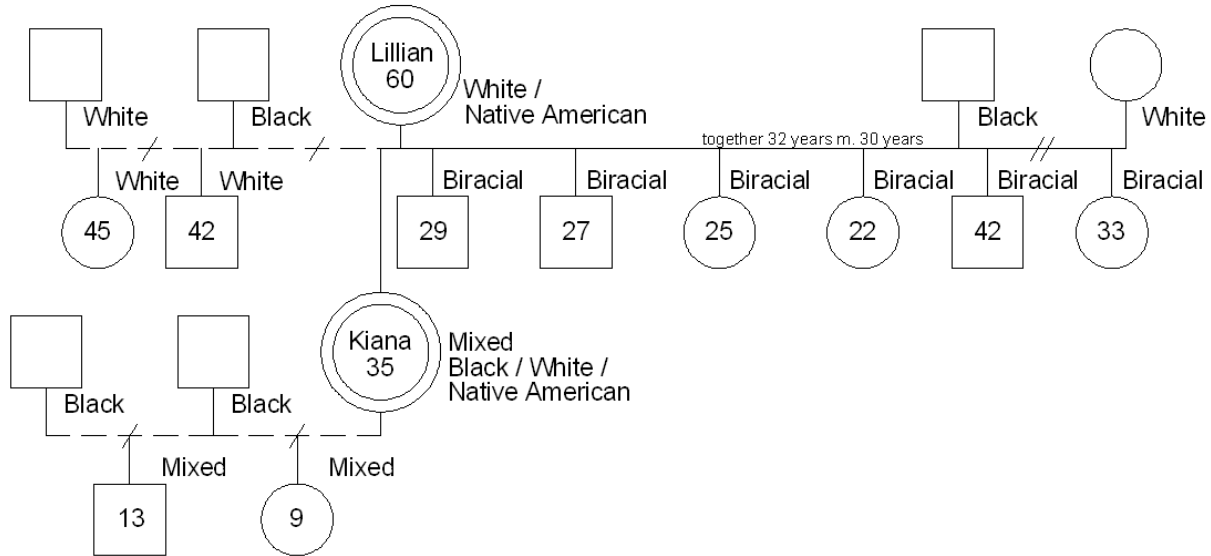 Lillian
60
White /
Native American
White
Black
Black
White
together 32 years m. 30 years
White
White
Biracial
Biracial
Biracial
Biracial
Biracial
Biracial
45
42
29
27
25
22
42
33
Kiana
35
Mixed
Black / White /
Native American
Black
Black
Mixed
Mixed
13
9